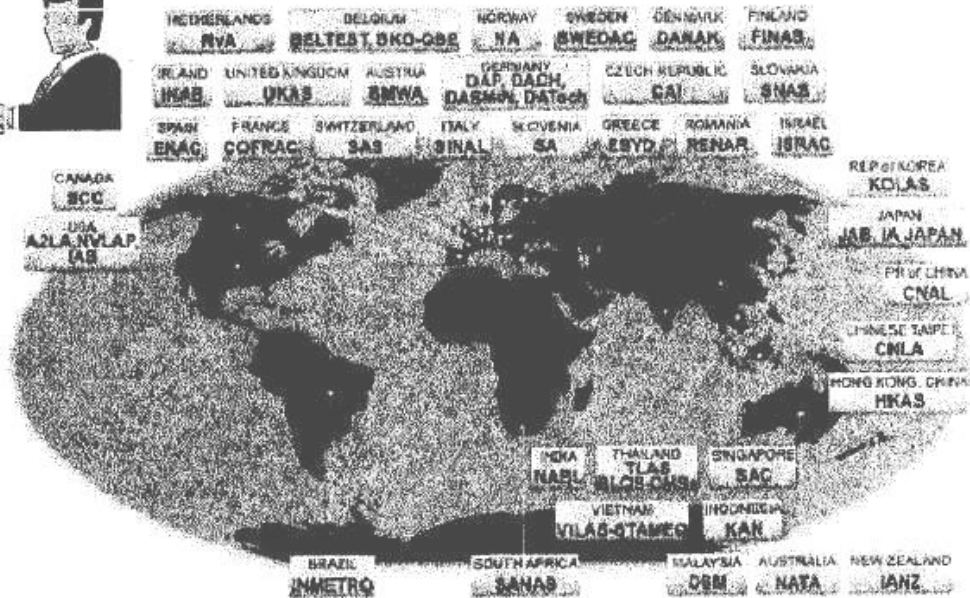 NETHERLANDS
RvA
BELGIUM
BELTEST, BKO-OBE
NORWAY
NA
SWEDEN
SWEDAC
DENMARK
DANAK
FINLAND
FINAS
IRLAND
INAB
UNITED KINGDOM
UKAS
AUSTRIA
BMWA
GERMANY
DAP, DACH,
DASMIN, DATech
CZECH REPUBLIC
CAI
SLOVAKIA
SNAS
SPAIN
ENAC
FRANCE
COFRAC
SWITZERLAND
SAS
ITALY
SINAL
SLOVENIA
SA
GREECE
ESYD
ROMANIA
RENAR
ISRAEL
ISRAC
CANADA
SCC
REP of KOREA
KOLAS
USA
A2LA, NVLAP
IAS
JAPAN
JAB, IA JAPAN
PR of CHINA
CNAL
CHINESE TAIPEI
CNLA
HONG KONG, CHINA
HKAS
INDIA
NABL
THAILAND
TLAS
SINGAPORE
SAC
VIETNAM
VILAS-STAMEQ
INDONESIA
KAN
BRAZIL
INMETRO
SOUTH AFRICA
SANAS
MALAYSIA
DSM
AUSTRALIA
NATA
NEW ZEALAND
IANZ